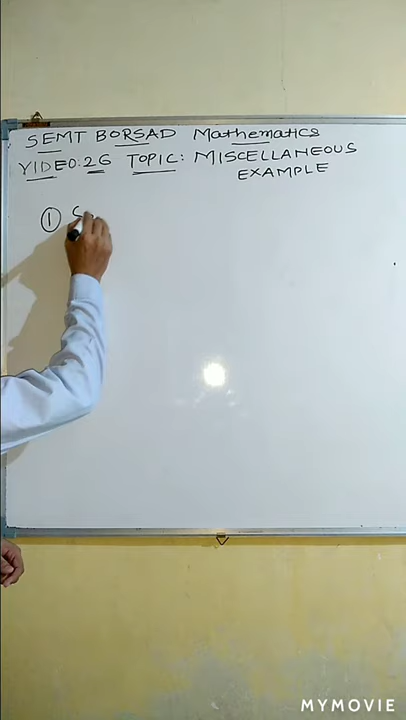 SEMT BORSAD Mathematics
VIDEO:26 TOPIC: MISCELLANEOUS
EXAMPLE
① S
MYMOVIE